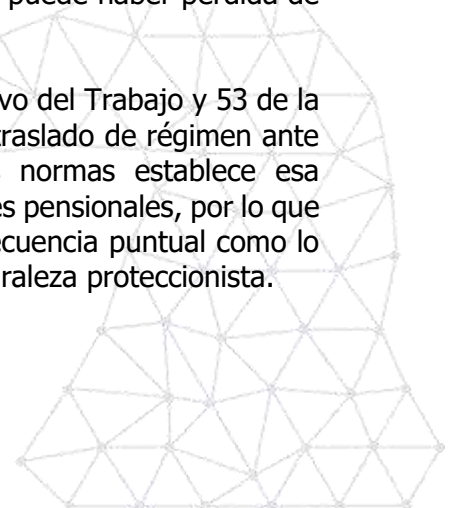 puede haber pérdida de
vo del Trabajo y 53 de la
traslado de régimen ante
normas establece esa
es pensionales, por lo que
ecuencia puntual como lo
raleza proteccionista.